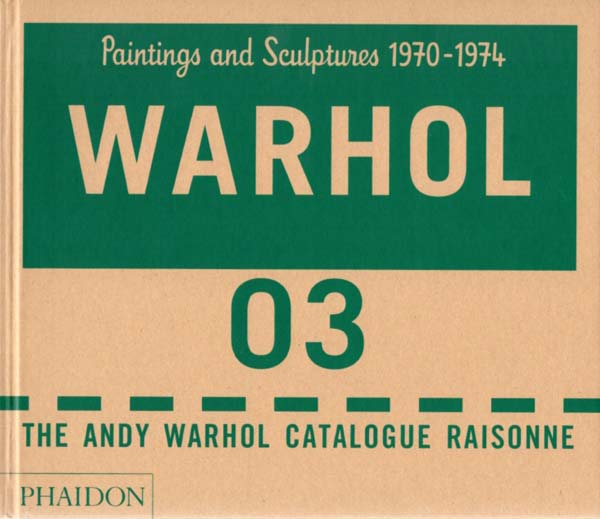 Paintings and Sculptures 1970-1974
WARHOL
03
THE ANDY WARHOL CATALOGUE RAISONNE
PHAIDON